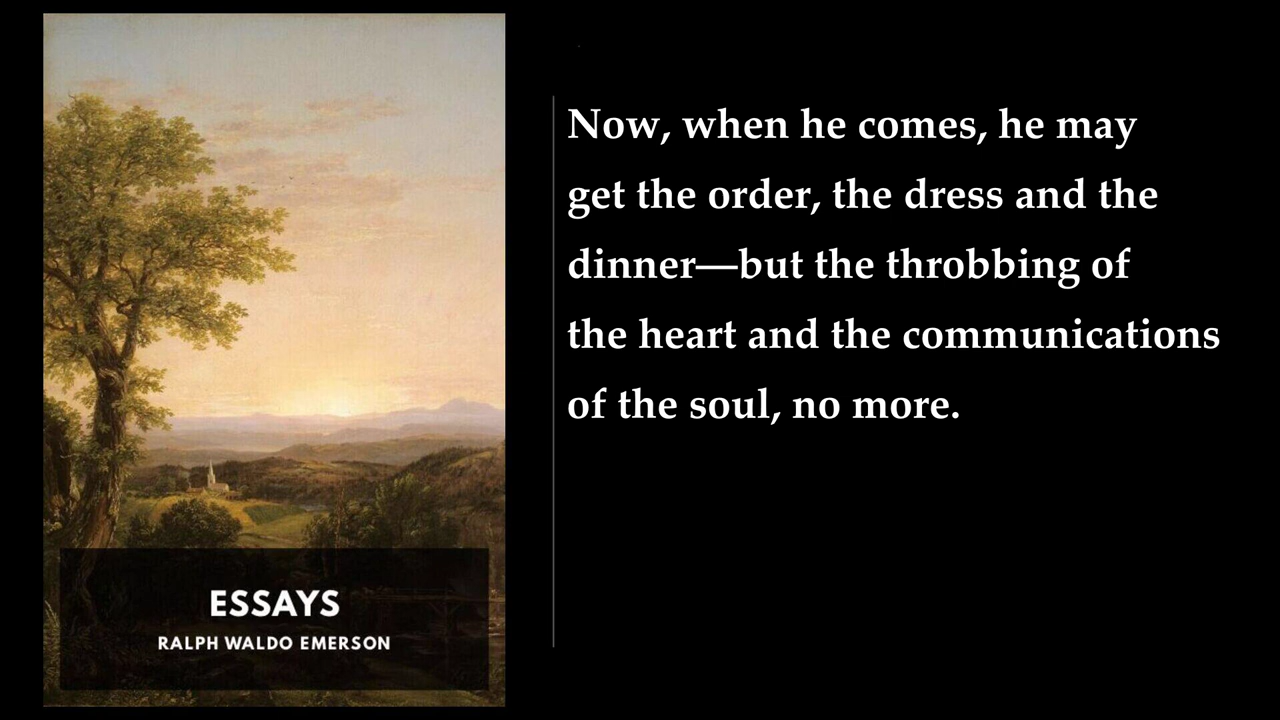 ESSAYS
RALPH WALDO EMERSON
Now, when he comes, he may
get the order, the dress and the
dinner—but the throbbing of
the heart and the communications
of the soul, no more.